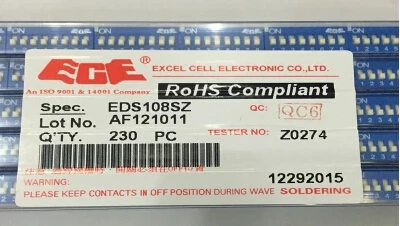 ECE EXCEL CELL ELECTRONIC CO.,LTD.
An ISO 9001 & 14001 Company RoHS Compliant
Spec. EDS108SZ QC: QC6
Lot No. AF121011
Q'TY. 230 PC TESTER NO: Z0274
WARNING: 12292015
PLEASE KEEP CONTACTS IN OFF POSITION DURING WAVE SOLDERING